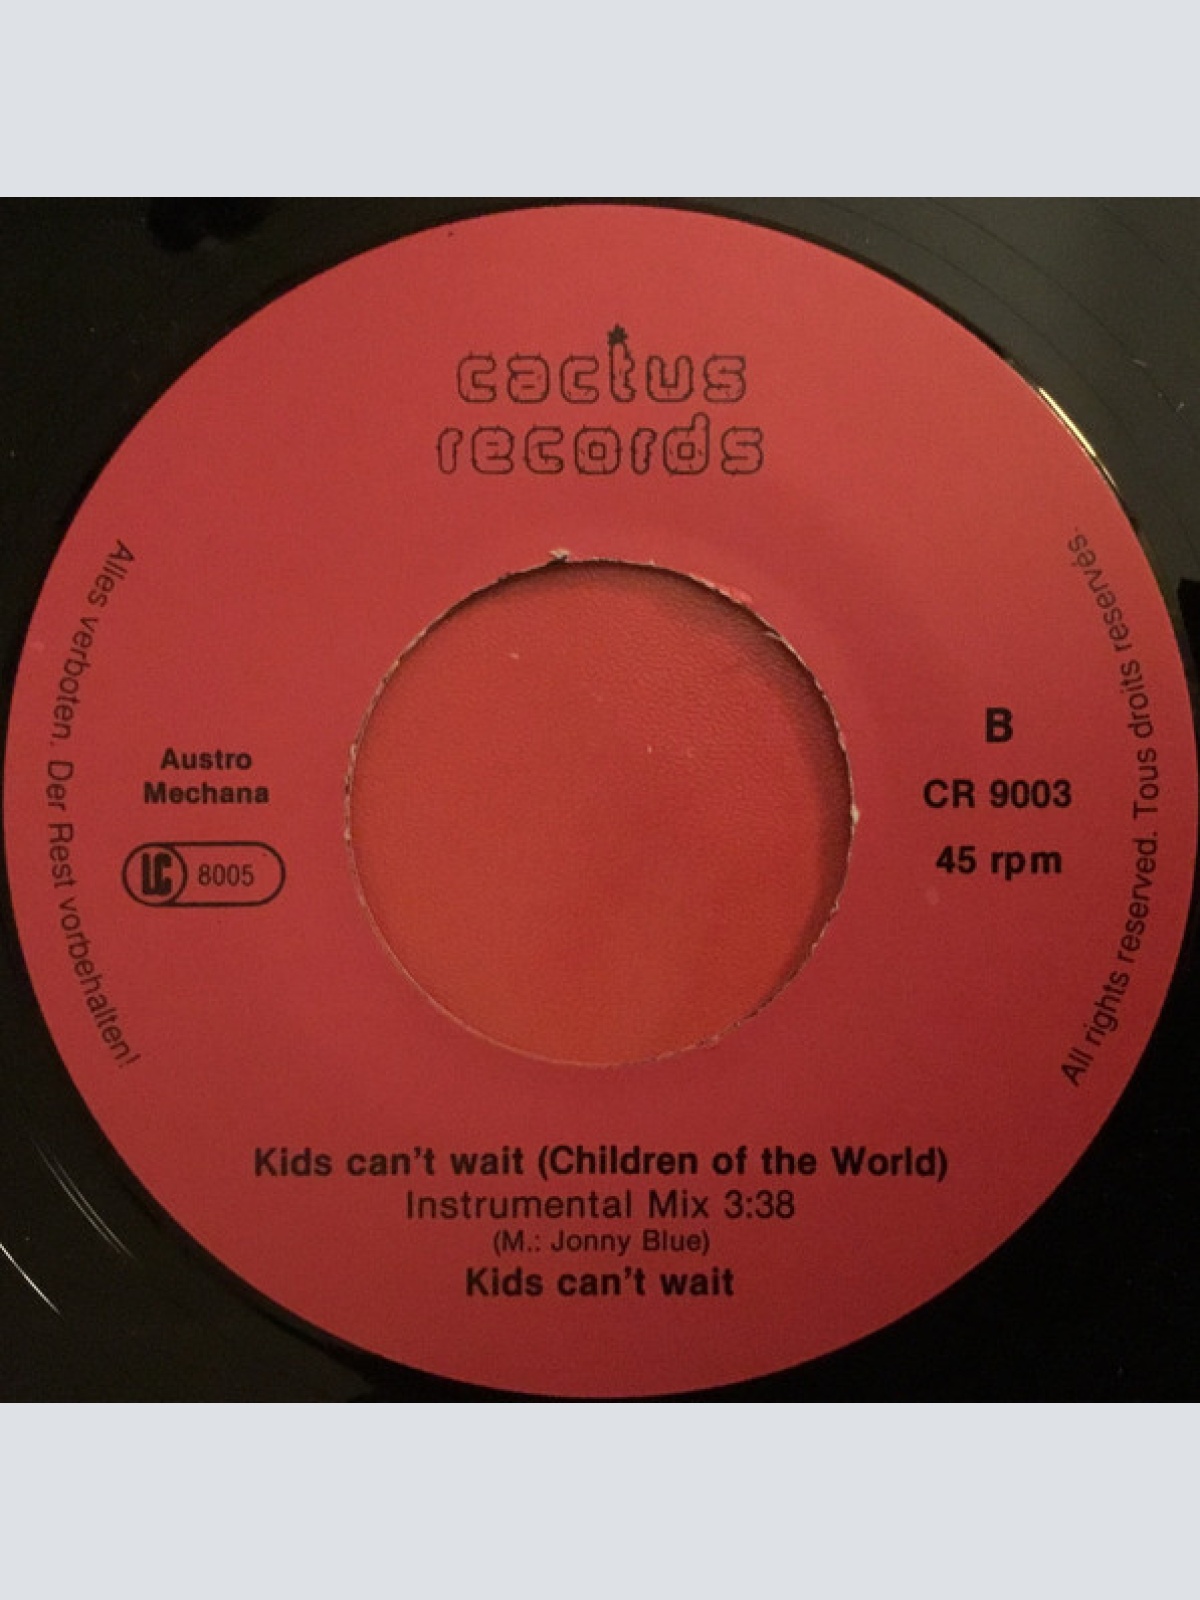 cactus
records
Alles verboten. Der Rest vorbehalten!
Austro
Mechana
LC 8005
B
CR 9003
45 rpm
All rights reserved. Tous droits reservés.
Kids can't wait (Children of the World)
Instrumental Mix 3:38
(M.: Jonny Blue)
Kids can't wait